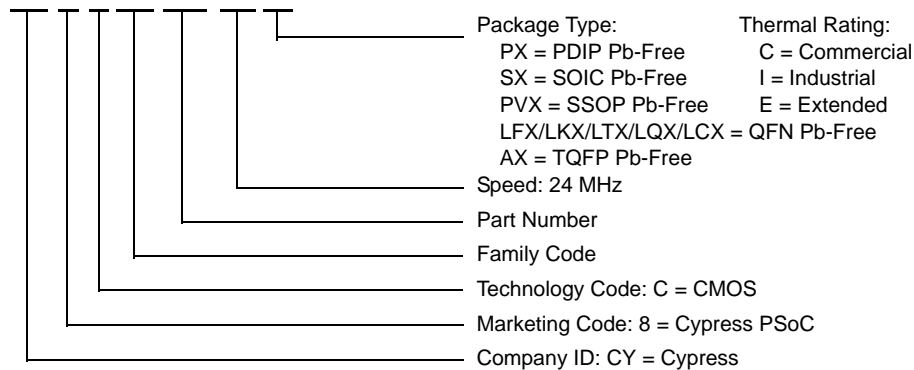 Package Type: Thermal Rating:
PX = PDIP Pb-Free C = Commercial
SX = SOIC Pb-Free I = Industrial
PVX = SSOP Pb-Free E = Extended
LFX/LKX/LTX/LQX/LCX = QFN Pb-Free
AX = TQFP Pb-Free
Speed: 24 MHz
Part Number
Family Code
Technology Code: C = CMOS
Marketing Code: 8 = Cypress PSoC
Company ID: CY = Cypress